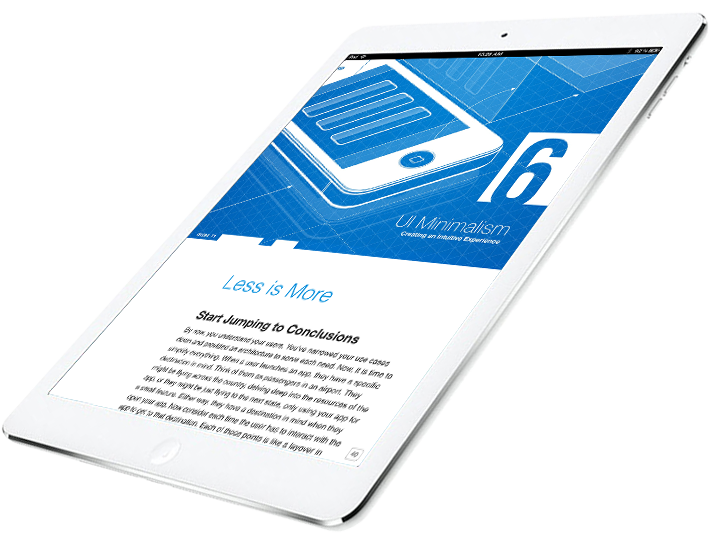 10:28 AM
6
UI Minimalism
Creating an Intuitive Experience
Less is More
Start Jumping to Conclusions
By now, you understand your users. You've narrowed your use cases
down and provided an architecture to serve each need. Now, it is time to
simplify everything. When a user launches an app, they have a specific
destination in mind. Think of them as passengers in an airport. They
might be flying across the country, delving deep into the resources of the
app, or they might be just flying to the next state, only using your app for
a small feature. Either way, they have a destination in mind when they
open your app. Now consider each time the user has to interact with the
app to get to that destination. Each of those points is like a layover in
60